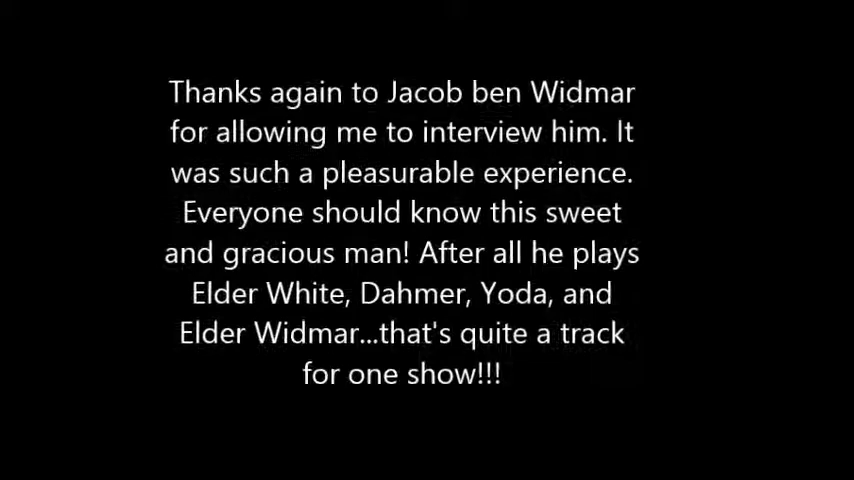 Thanks again to Jacob ben Widmar
for allowing me to interview him. It
was such a pleasurable experience.
Everyone should know this sweet
and gracious man! After all he plays
Elder White, Dahmer, Yoda, and
Elder Widmar...that's quite a track
for one show!!!